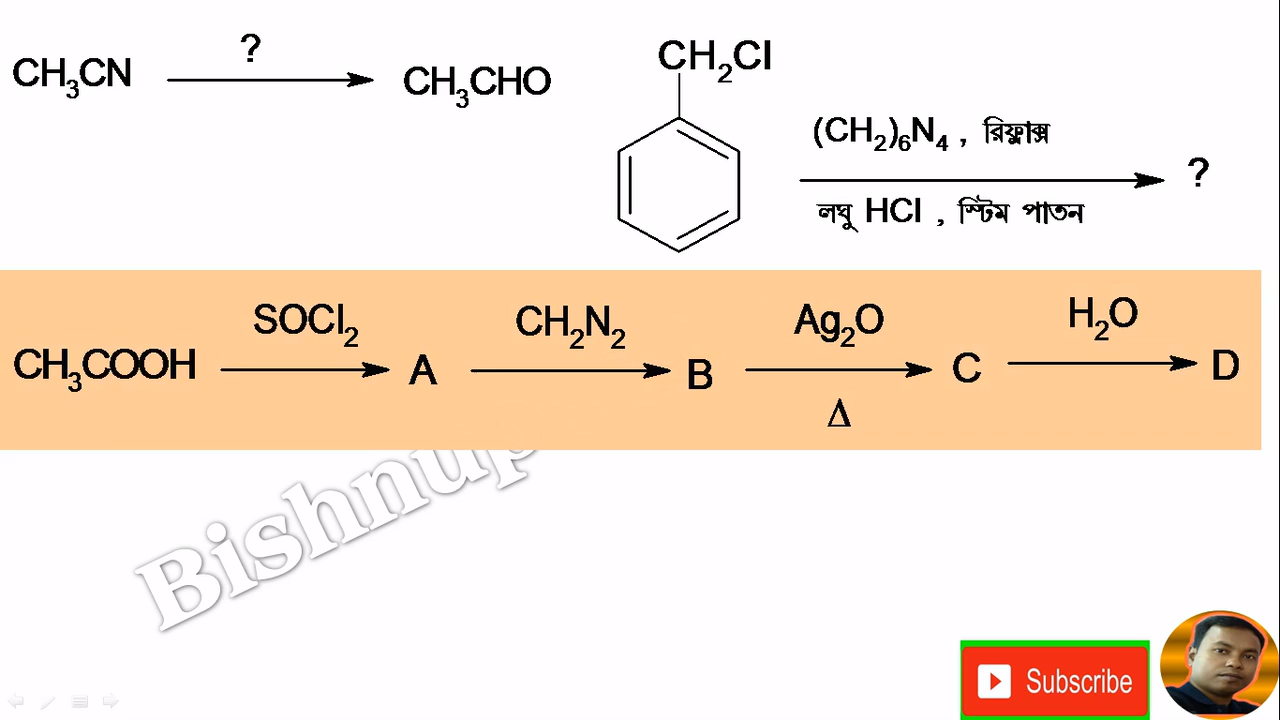 CH₃CN ? CH₃CHO
CH₂Cl
(CH₂)₆N₄ , রিফ্লাক্স
?
লঘু HCl , স্টিম পাতন
CH₃COOH SOCl₂ A CH₂N₂ B Ag₂O Δ C H₂O D
Bishnup
Subscribe